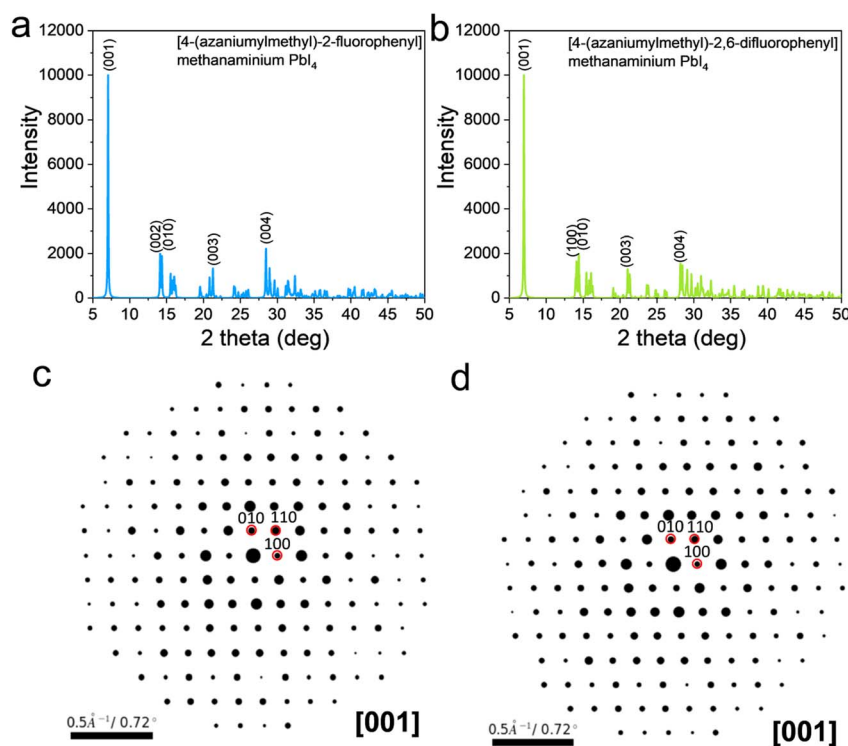 a
[4-(azaniumylmethyl)-2-fluorophenyl]
methanaminium PbI4
(001)
(002)
(010)
(003)
(004)
12000
10000
8000
6000
4000
2000
0
Intensity
5 10 15 20 25 30 35 40 45 50
2 theta (deg)
b
[4-(azaniumylmethyl)-2,6-difluorophenyl]
methanaminium PbI4
(001)
(100)
(010)
(003)
(004)
12000
10000
8000
6000
4000
2000
0
Intensity
5 10 15 20 25 30 35 40 45 50
2 theta (deg)
c
010 110
100
0.5Å⁻¹/ 0.72°
[001]
d
010 110
100
0.5Å⁻¹/ 0.72°
[001]